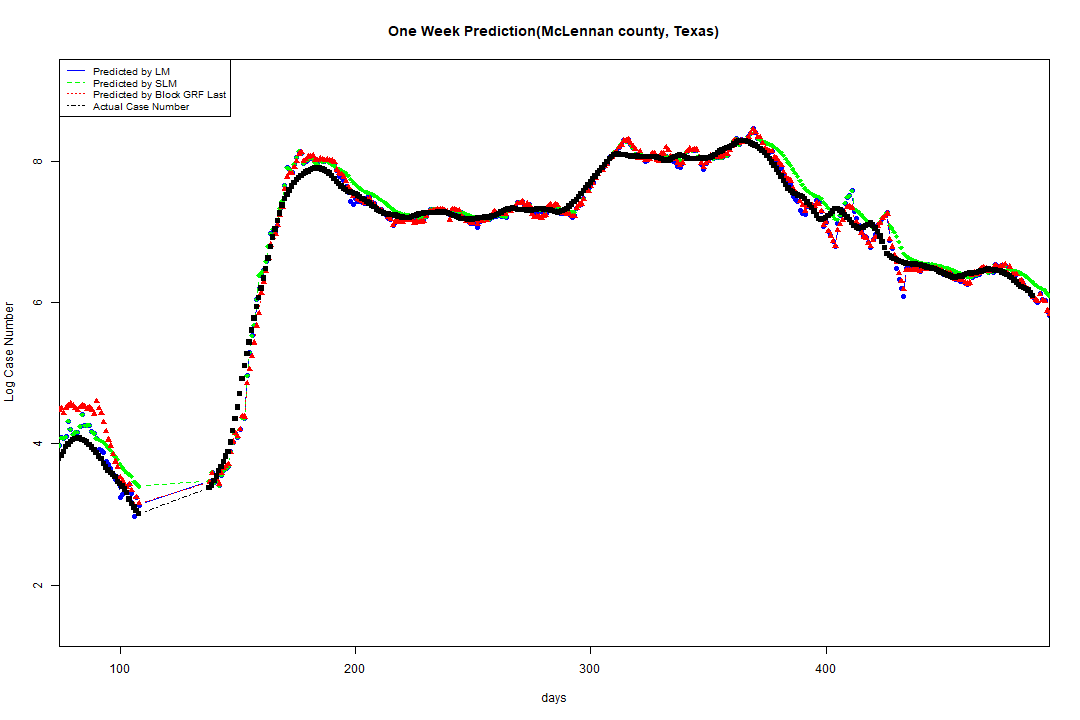 One Week Prediction(McLennan county, Texas)
Predicted by LM
Predicted by SLM
Predicted by Block GRF Last
Actual Case Number
Log Case Number
8
6
4
2
100
200
300
400
days